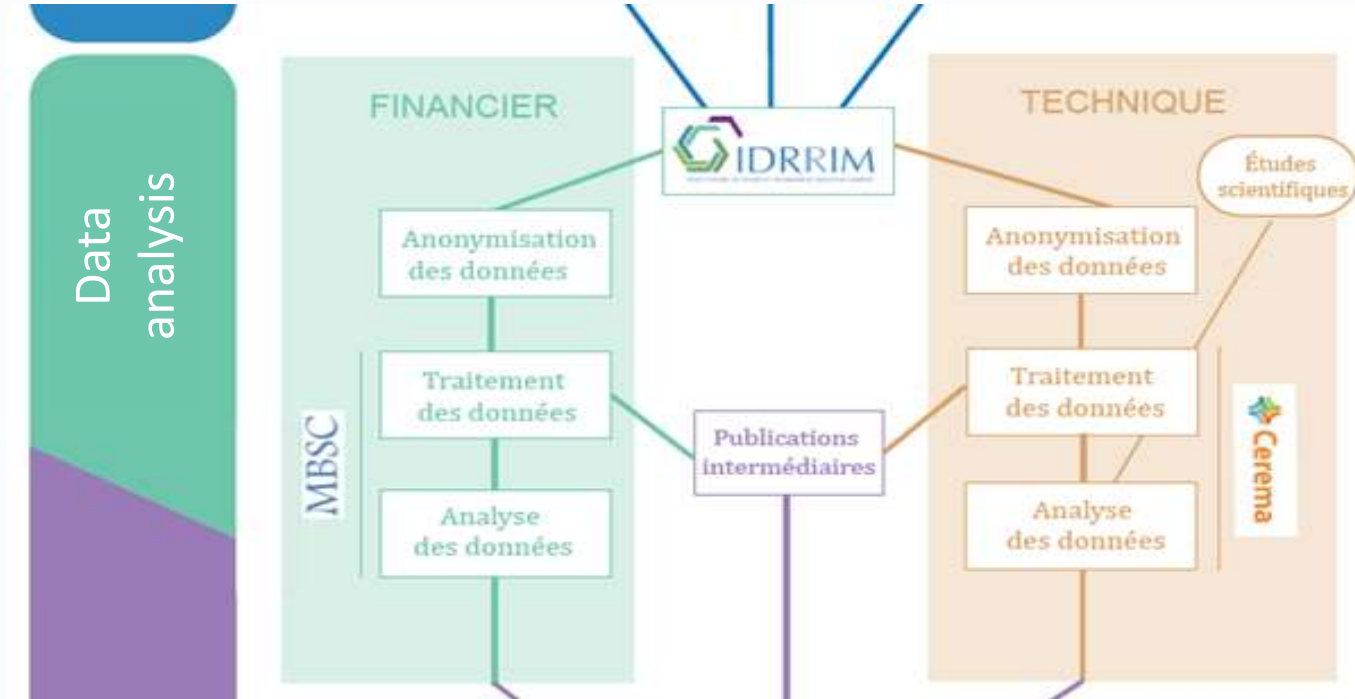 Data
analysis
FINANCIER
IDRRIM
TECHNIQUE
Études
scientifiques
Anonymisation
des données
Anonymisation
des données
MBSC
Traitement
des données
Publications
intermédiaires
Traitement
des données
Cerema
Analyse
des données
Analyse
des données